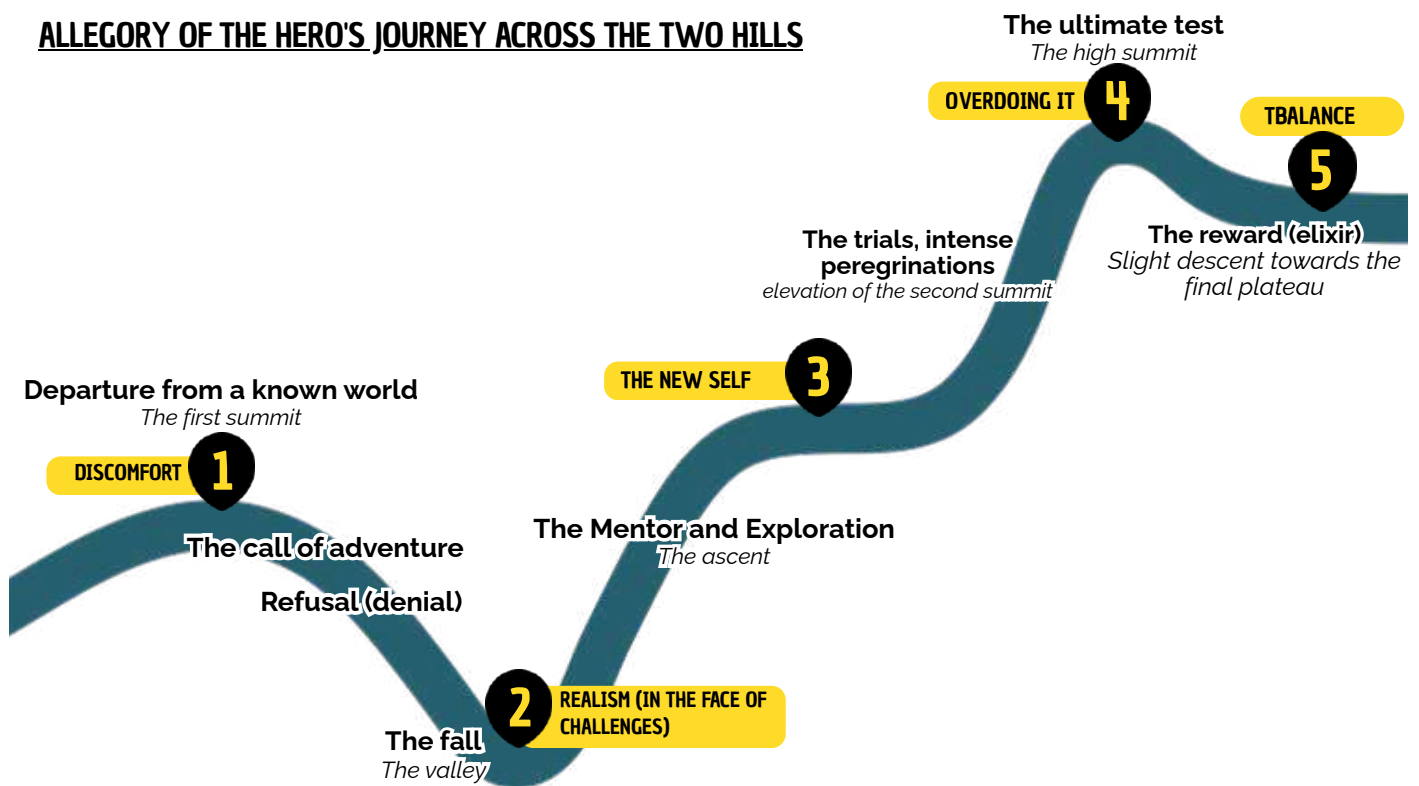 ALLEGORY OF THE HERO'S JOURNEY ACROSS THE TWO HILLS
Departure from a known world
The first summit
DISCOMFORT
1
The call of adventure
Refusal (denial)
The fall
The valley
2
REALISM (IN THE FACE OF
CHALLENGES)
The Mentor and Exploration
The ascent
THE NEW SELF
3
The trials, intense
peregrinations
elevation of the second summit
The ultimate test
The high summit
OVERDOING IT
4
TBALANCE
5
The reward (elixir)
Slight descent towards the
final plateau